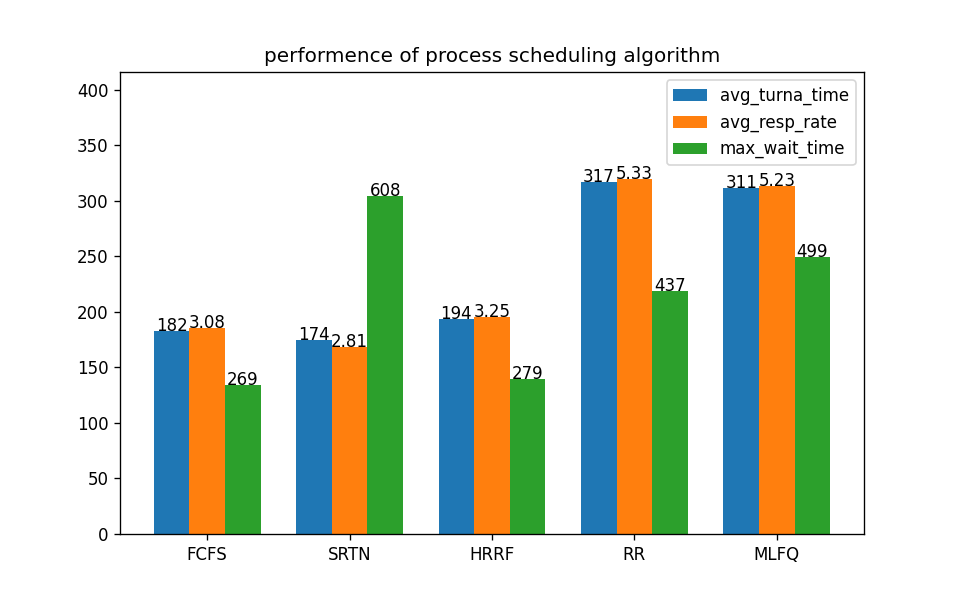 performence of process scheduling algorithm
400
350
300
250
200
150
100
50
0
avg_turna_time
avg_resp_rate
max_wait_time
182 3.08 269
174 2.81 608
194 3.25 279
317 5.33 437
311 5.23 499
FCFS SRTN HRRF RR MLFQ